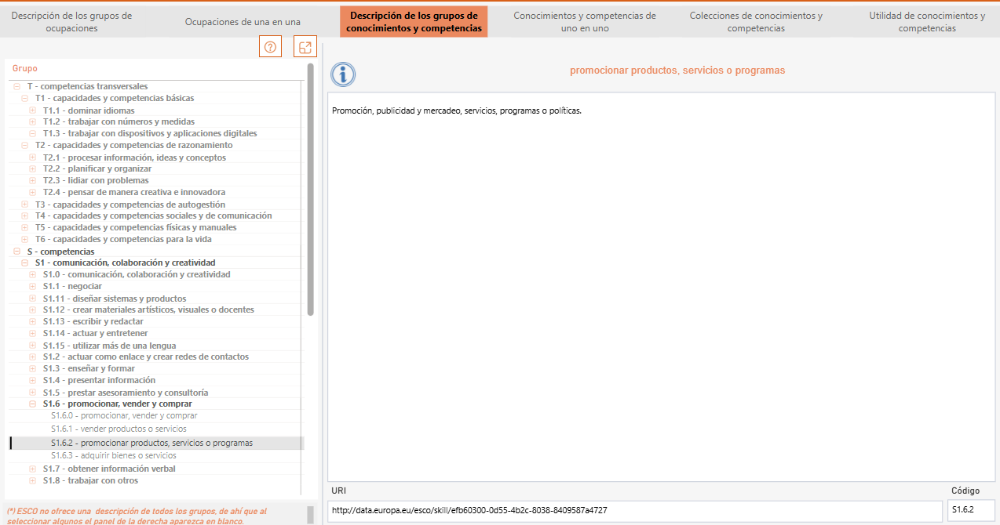 Descripción de los grupos de
ocupaciones
Ocupaciones de una en una
Descripción de los grupos de
conocimientos y competencias
Conocimientos y competencias de
uno en uno
Colecciones de conocimientos y
competencias
Utilidad de conocimientos y
competencias
Grupo
T - competencias transversales
T1 - capacidades y competencias básicas
T1.1 - dominar idiomas
T1.2 - trabajar con números y medidas
T1.3 - trabajar con dispositivos y aplicaciones digitales
T2 - capacidades y competencias de razonamiento
T2.1 - procesar información, ideas y conceptos
T2.2 - planificar y organizar
T2.3 - lidiar con problemas
T2.4 - pensar de manera creativa e innovadora
T3 - capacidades y competencias de autogestión
T4 - capacidades y competencias sociales y de comunicación
T5 - capacidades y competencias físicas y manuales
T6 - capacidades y competencias para la vida
S - competencias
S1 - comunicación, colaboración y creatividad
S1.0 - comunicación, colaboración y creatividad
S1.1 - negociar
S1.11 - diseñar sistemas y productos
S1.12 - crear materiales artísticos, visuales o docentes
S1.13 - escribir y redactar
S1.14 - actuar y entretener
S1.15 - utilizar más de una lengua
S1.2 - actuar como enlace y crear redes de contactos
S1.3 - enseñar y formar
S1.4 - presentar información
S1.5 - prestar asesoramiento y consultoría
S1.6 - promocionar, vender y comprar
S1.6.0 - promocionar, vender y comprar
S1.6.1 - vender productos o servicios
S1.6.2 - promocionar productos, servicios o programas
S1.6.3 - adquirir bienes o servicios
S1.7 - obtener información verbal
S1.8 - trabajar con otros
(*) ESCO no ofrece una descripción de todos los grupos, de ahí que al
seleccionar algunos el panel de la derecha aparezca en blanco.
promocionar productos, servicios o programas
Promoción, publicidad y mercadeo, servicios, programas o políticas.
URI
http://data.europa.eu/esco/skill/efb60300-0d55-4b2c-8038-8409587a4727
Código
S1.6.2